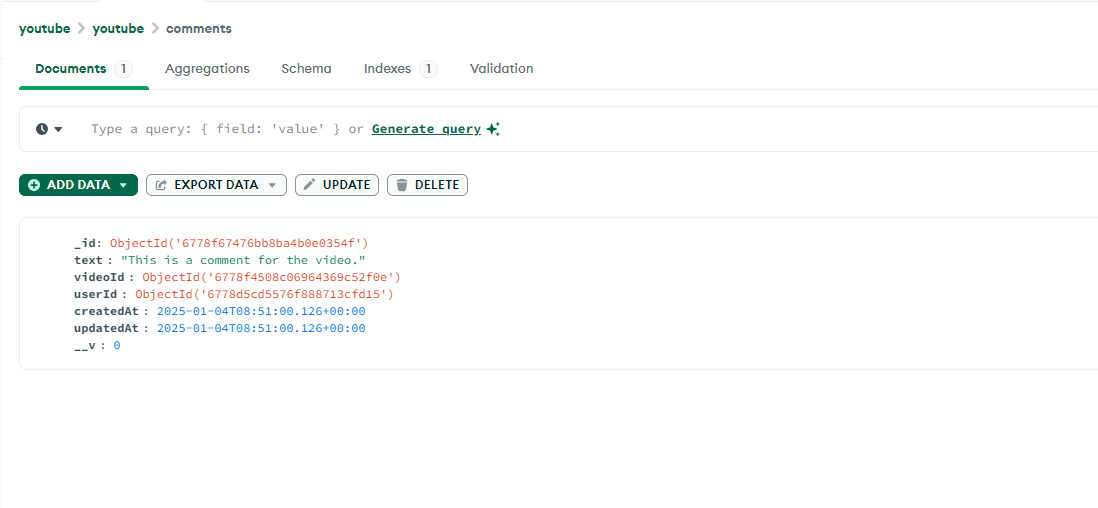 youtube > youtube > comments
Documents 1 Aggregations Schema Indexes 1 Validation
Type a query: { field: 'value' } or Generate query
ADD DATA EXPORT DATA UPDATE DELETE
_id: ObjectId('6778f67476bb8ba4b0e0354f')
text : "This is a comment for the video."
videoId : ObjectId('6778f4508c06964369c52f0e')
userId : ObjectId('6778d5cd5576f888713cfd15')
createdAt : 2025-01-04T08:51:00.126+00:00
updatedAt : 2025-01-04T08:51:00.126+00:00
__v : 0